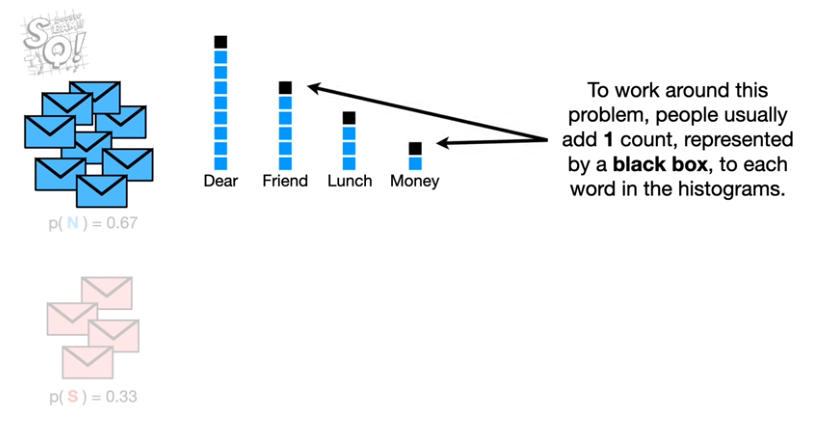 SQ!
To work around this
problem, people usually
add 1 count, represented
by a black box, to each
word in the histograms.
Dear Friend Lunch Money
p( N ) = 0.67
p( S ) = 0.33